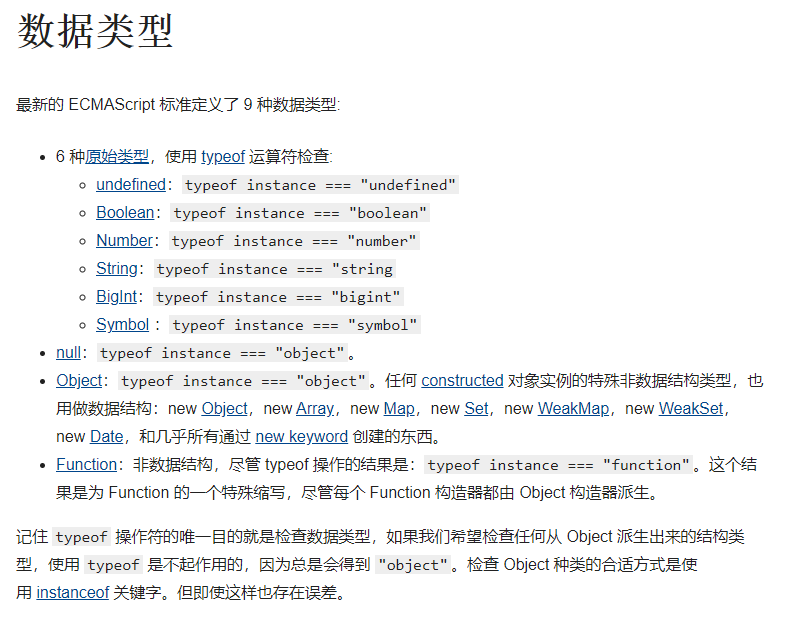 数据类型
最新的 ECMAScript 标准定义了 9 种数据类型:
6 种原始类型，使用 typeof 运算符检查:
undefined：typeof instance === "undefined"
Boolean：typeof instance === "boolean"
Number：typeof instance === "number"
String：typeof instance === "string
BigInt：typeof instance === "bigint"
Symbol ：typeof instance === "symbol"
null：typeof instance === "object"。
Object：typeof instance === "object"。任何 constructed 对象实例的特殊非数据结构类型，也
用做数据结构：new Object，new Array，new Map，new Set，new WeakMap，new WeakSet，
new Date，和几乎所有通过 new keyword 创建的东西。
Function：非数据结构，尽管 typeof 操作的结果是：typeof instance === "function"。这个结
果是为 Function 的一个特殊缩写，尽管每个 Function 构造器都由 Object 构造器派生。
记住 typeof 操作符的唯一目的就是检查数据类型，如果我们希望检查任何从 Object 派生出来的结构类
型，使用 typeof 是不起作用的，因为总是会得到 "object"。检查 Object 种类的合适方式是使
用 instanceof 关键字。但即使这样也存在误差。